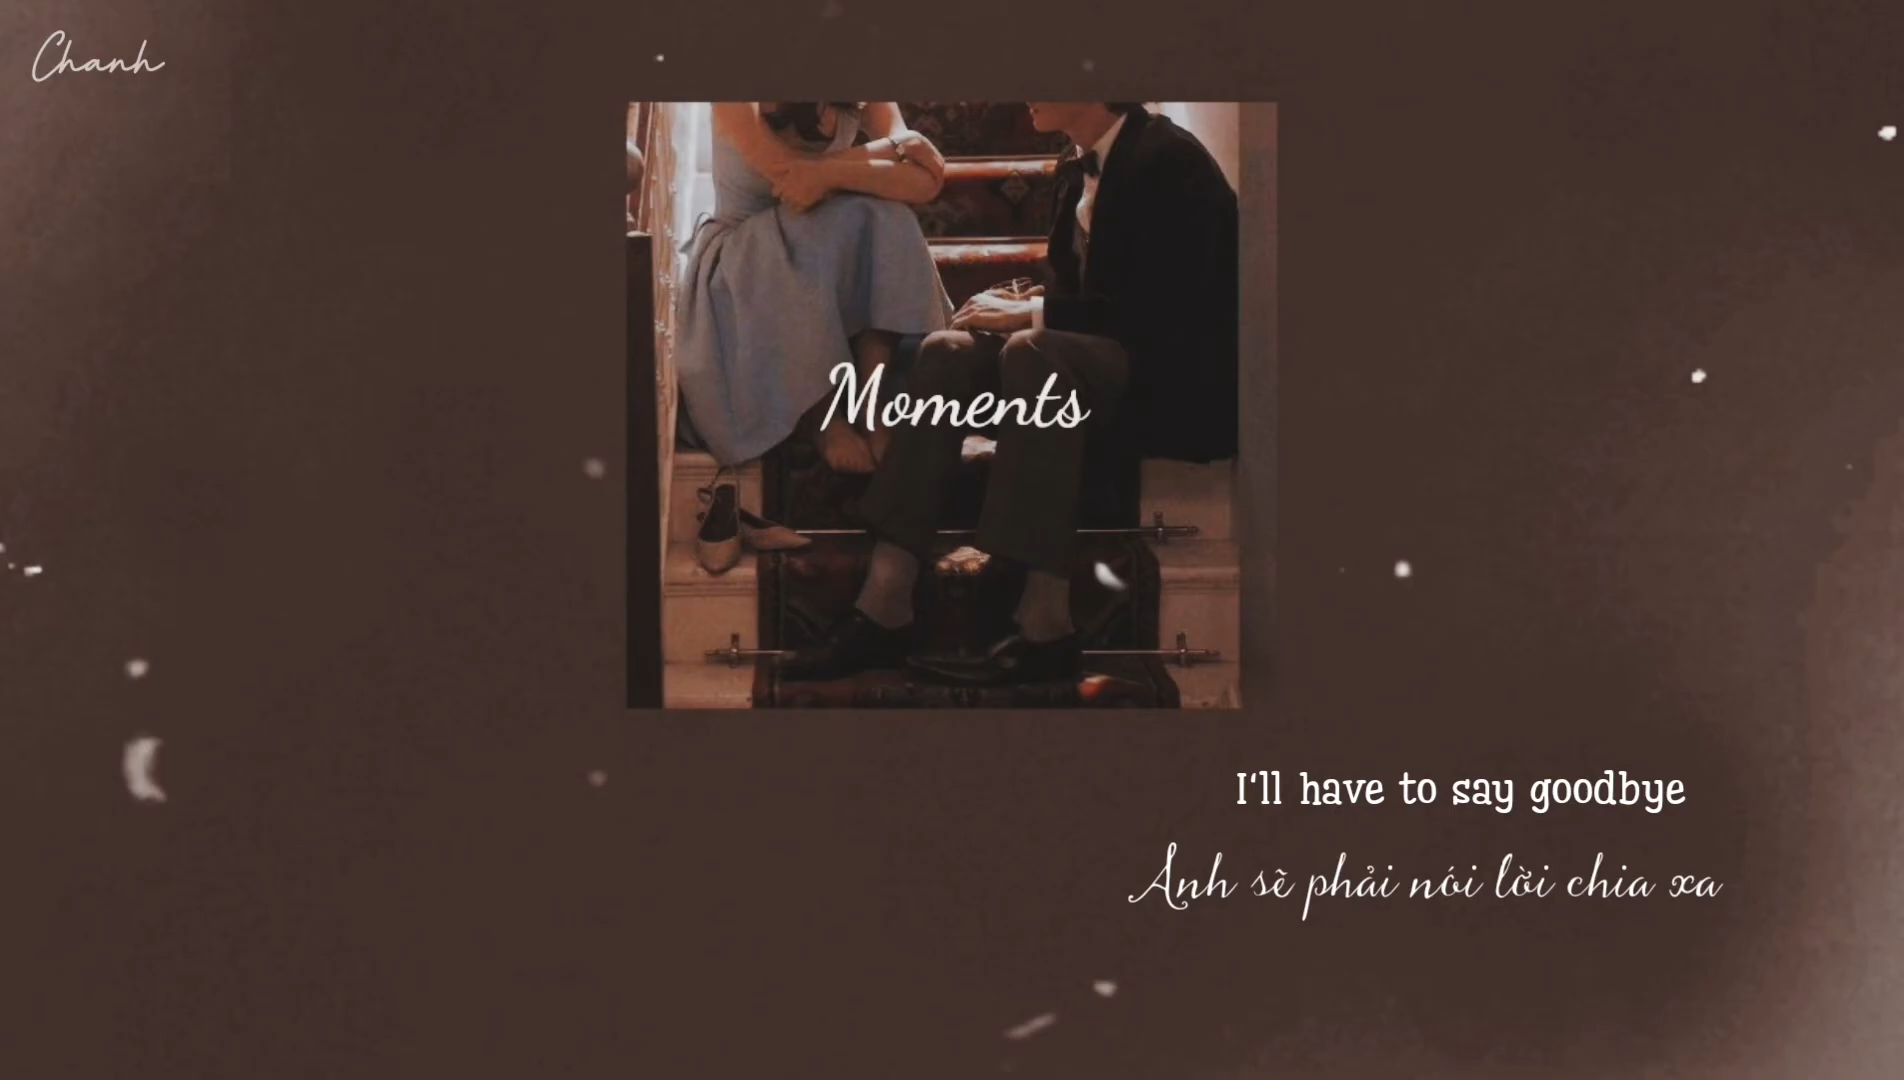 Chanh
Moments
I'll have to say goodbye
Anh sẽ phải nói lời chia xa